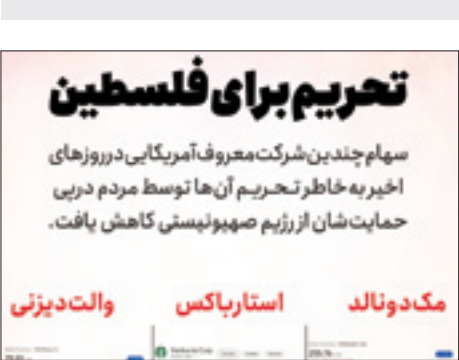 تحریم برای فلسطین
سهام چندین شرکت معروف آمریکایی در روزهای
اخیر به خاطر تحریم آن‌ها توسط مردم در پی
حمایت‌شان از رژیم صهیونیستی کاهش یافت.
مک‌دونالد استارباکس والت‌دیزنی